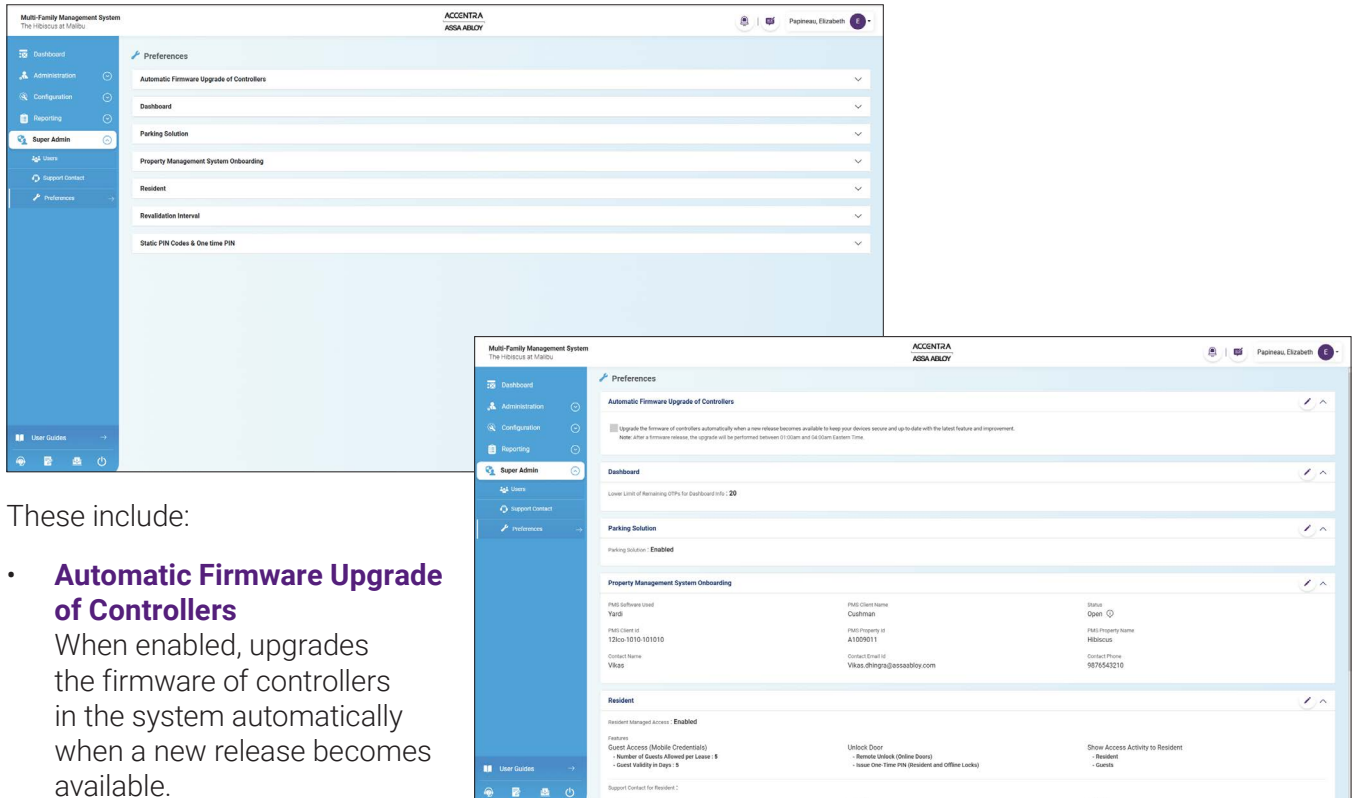 Multi-Family Management System
The Hibiscus at Malibu
ACCENTRA
ASSA ABLOY
Papineau, Elizabeth E
Dashboard
Administration
Configuration
Reporting
Super Admin
Users
Support Contact
Preferences
User Guides
Preferences
Automatic Firmware Upgrade of Controllers
Dashboard
Parking Solution
Property Management System Onboarding
Resident
Revalidation Interval
Static PIN Codes & One time PIN
Multi-Family Management System
The Hibiscus at Malibu
ACCENTRA
ASSA ABLOY
Papineau, Elizabeth E
Dashboard
Administration
Configuration
Reporting
Super Admin
Users
Support Contact
Preferences
User Guides
Preferences
Automatic Firmware Upgrade of Controllers
Upgrade the firmware of controllers automatically when a new release becomes available to keep your devices secure and up-to-date with the latest feature and improvement.
Note: After a firmware release, the upgrade will be performed between 01:00am and 04:00am Eastern Time.
Dashboard
Lower Limit of Remaining OTPs for Dashboard Info : 20
Parking Solution
Parking Solution : Enabled
Property Management System Onboarding
PMS Software Used PMS Client Name Status
Yardi Cushman Open
PMS Client Id PMS Property Id PMS Property Name
12lco-1010-101010 A1009011 Hibiscus
Contact Name Contact Email Id Contact Phone
Vikas Vikas.dhingra@assaabloy.com 9876543210
Resident
Resident Managed Access : Enabled
Features
Guest Access (Mobile Credentials) Unlock Door Show Access Activity to Resident
- Number of Guests Allowed per Lease : 5 - Remote Unlock (Online Doors) - Resident
- Guest Validity in Days : 5 - Issue One-Time PIN (Resident and Offline Locks) - Guests
Support Contact for Resident :
These include:
• Automatic Firmware Upgrade
of Controllers
When enabled, upgrades
the firmware of controllers
in the system automatically
when a new release becomes
available.